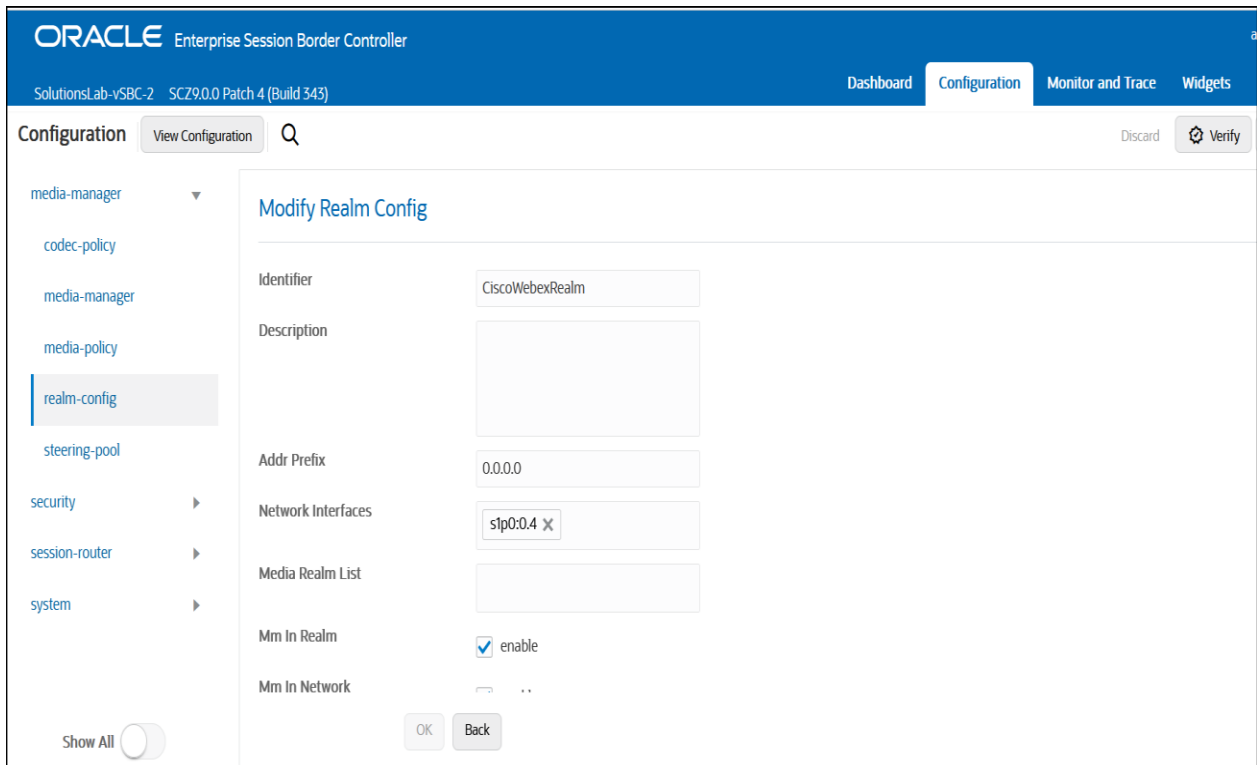 ORACLE Enterprise Session Border Controller
SolutionsLab-vSBC-2 SCZ9.0.0 Patch 4 (Build 343)
Dashboard Configuration Monitor and Trace Widgets
Configuration View Configuration Discard Verify
media-manager
codec-policy
media-manager
media-policy
realm-config
steering-pool
security
session-router
system
Show All
Modify Realm Config
Identifier CiscoWebexRealm
Description
Addr Prefix 0.0.0.0
Network Interfaces s1p0:0.4
Media Realm List
Mm In Realm enable
Mm In Network
OK Back